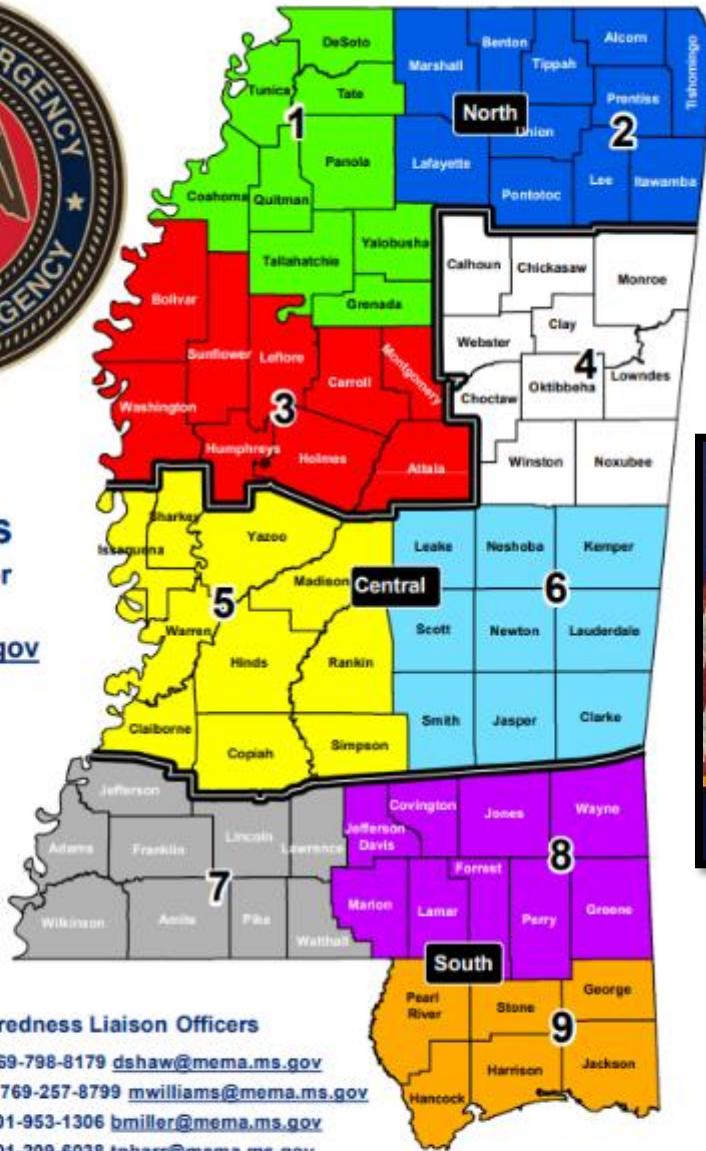 RGENCY
GENCY
DeSoto
Tunica
Tate
1
Panola
Coahoma
Quitman
Tallahatchie
Yalobusha
Grenada
Marshall
Benton
Tippah
Alcorn
Tishomingo
North
Prentiss
2
Union
Lafayette
Pontotoc
Lee
Itawamba
Bolivar
Sunflower
Leflore
Carroll
Montgomery
Washington
3
Humphreys
Holmes
Attala
Calhoun
Chickasaw
Monroe
Webster
Clay
4
Choctaw
Oktibbeha
Lowndes
Winston
Noxubee
s
or
gov
Sharkey
Issaquena
Yazoo
Madison
Central
5
Warren
Hinds
Rankin
Claiborne
Copiah
Simpson
Leake
Neshoba
Kemper
6
Scott
Newton
Lauderdale
Smith
Jasper
Clarke
Jefferson
Adams
Franklin
Lincoln
Lawrence
7
Wilkinson
Amite
Pike
Walthall
Covington
Jones
Wayne
Jefferson
Davis
8
Forrest
Marion
Lamar
Perry
Greene
South
Pearl
River
Stone
George
9
Hancock
Harrison
Jackson
redness Liaison Officers
69-798-8179 dshaw@mema.ms.gov
769-257-8799 mwilliams@mema.ms.gov
01-953-1306 bmiller@mema.ms.gov